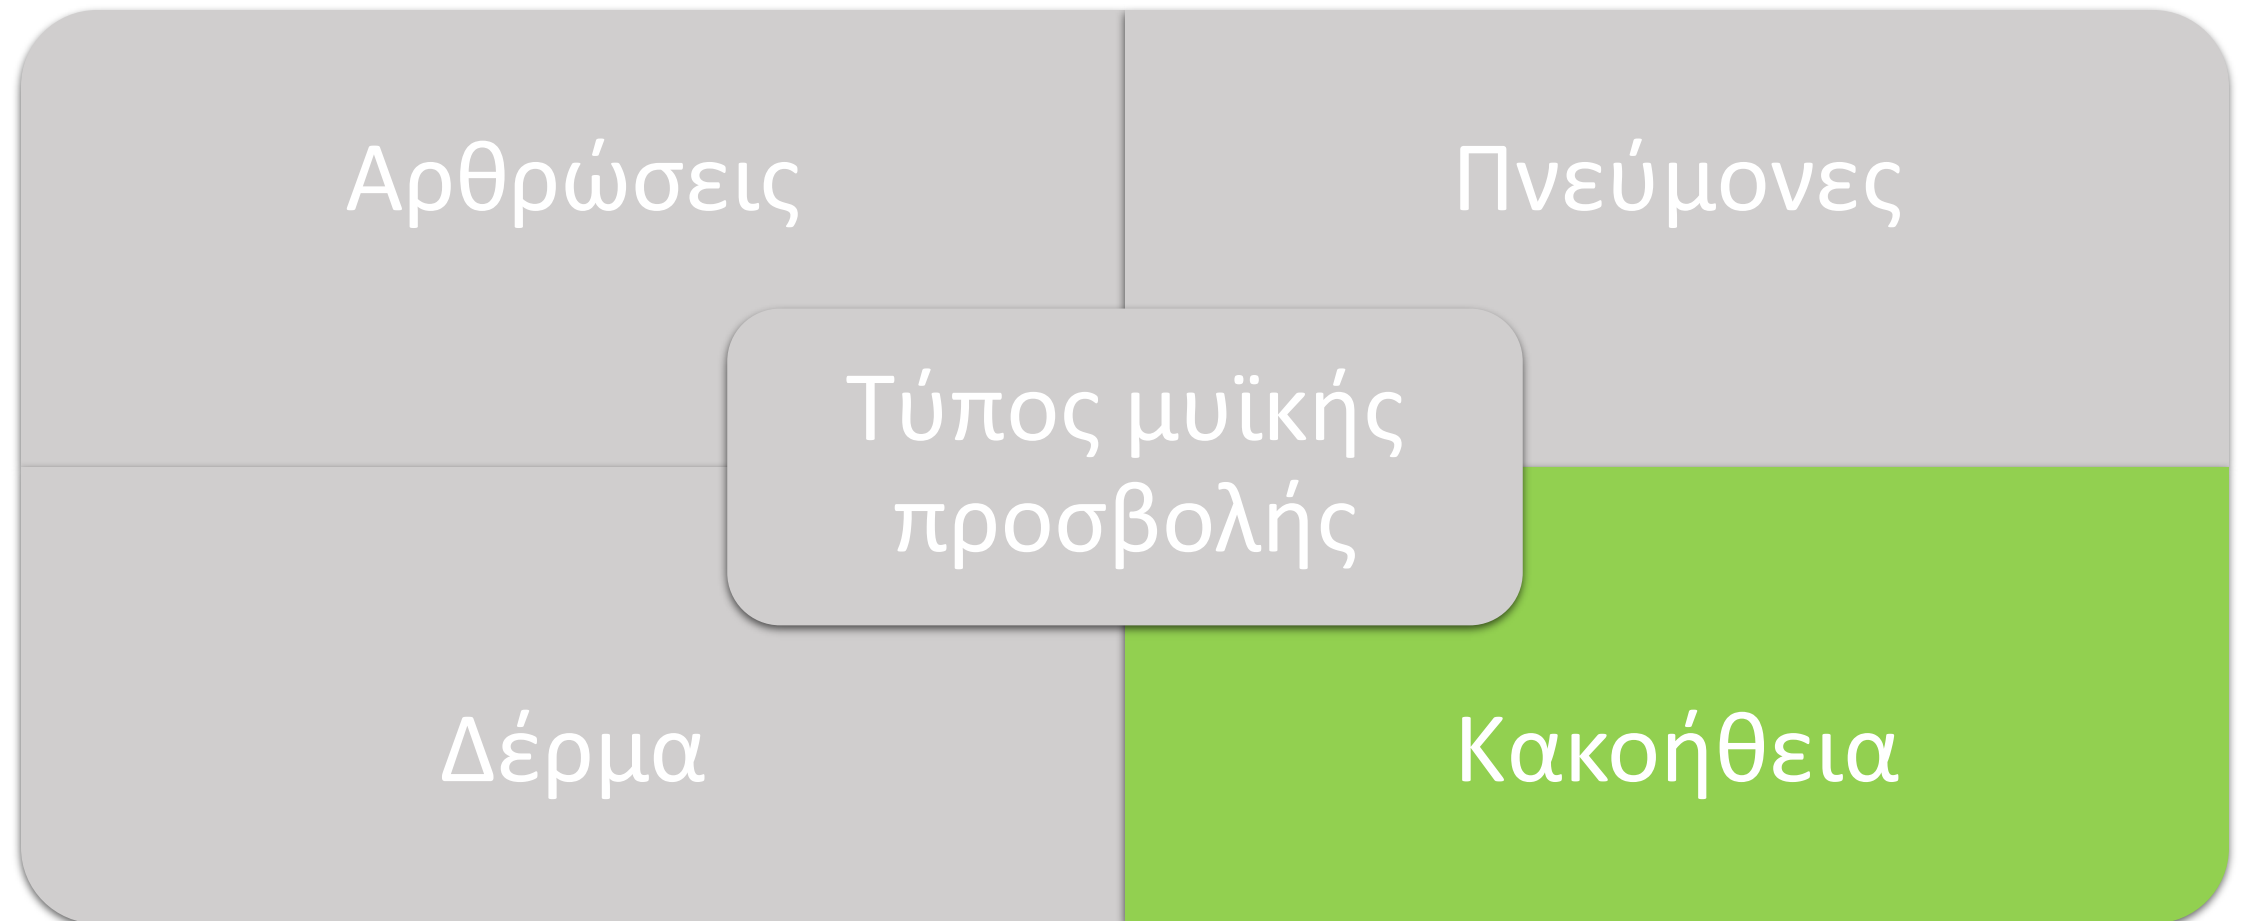 Αρθρώσεις
Πνεύμονες
Τύπος μυϊκής
προσβολής
Δέρμα
Κακοήθεια